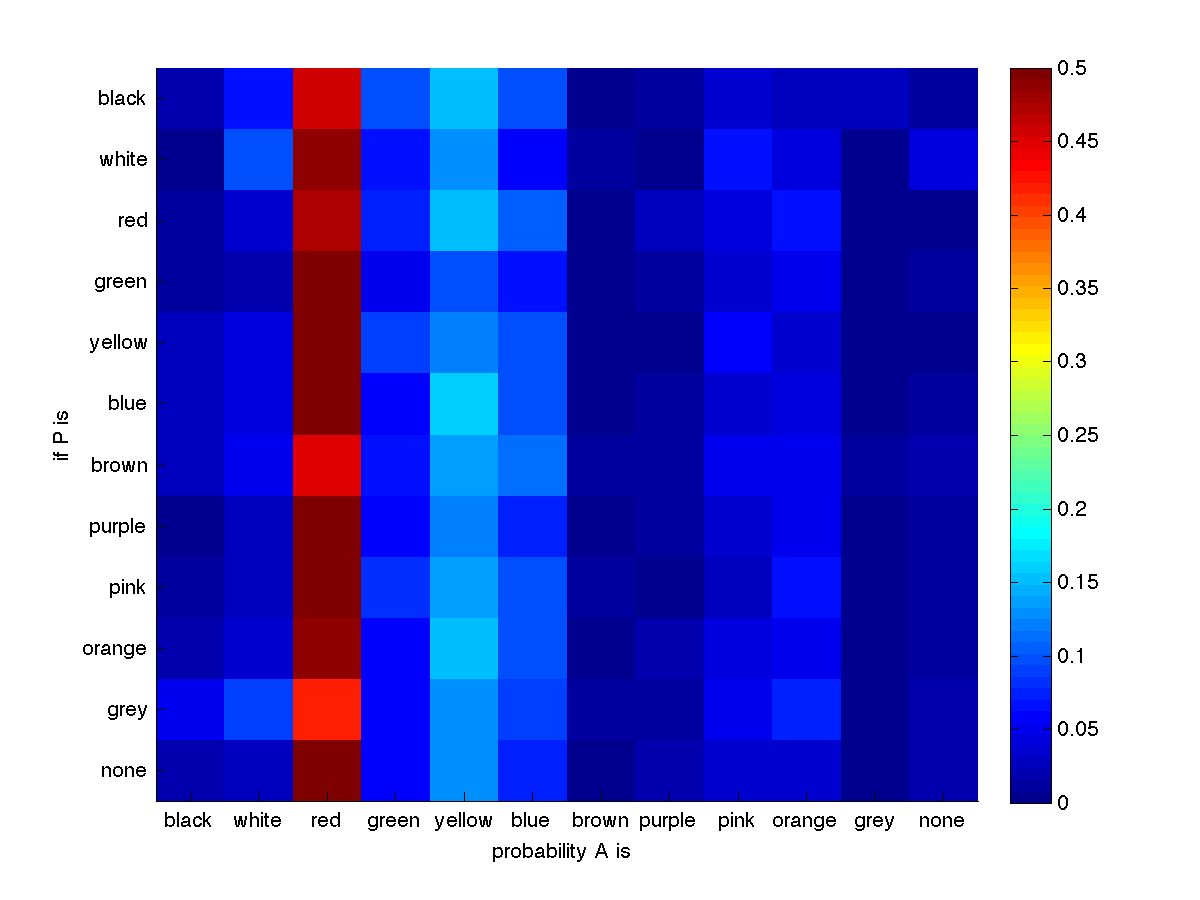 black
white
red
green
yellow
blue
brown
purple
pink
orange
grey
none
if P is
black white red green yellow blue brown purple pink orange grey none
probability A is
0.5
0.45
0.4
0.35
0.3
0.25
0.2
0.15
0.1
0.05
0